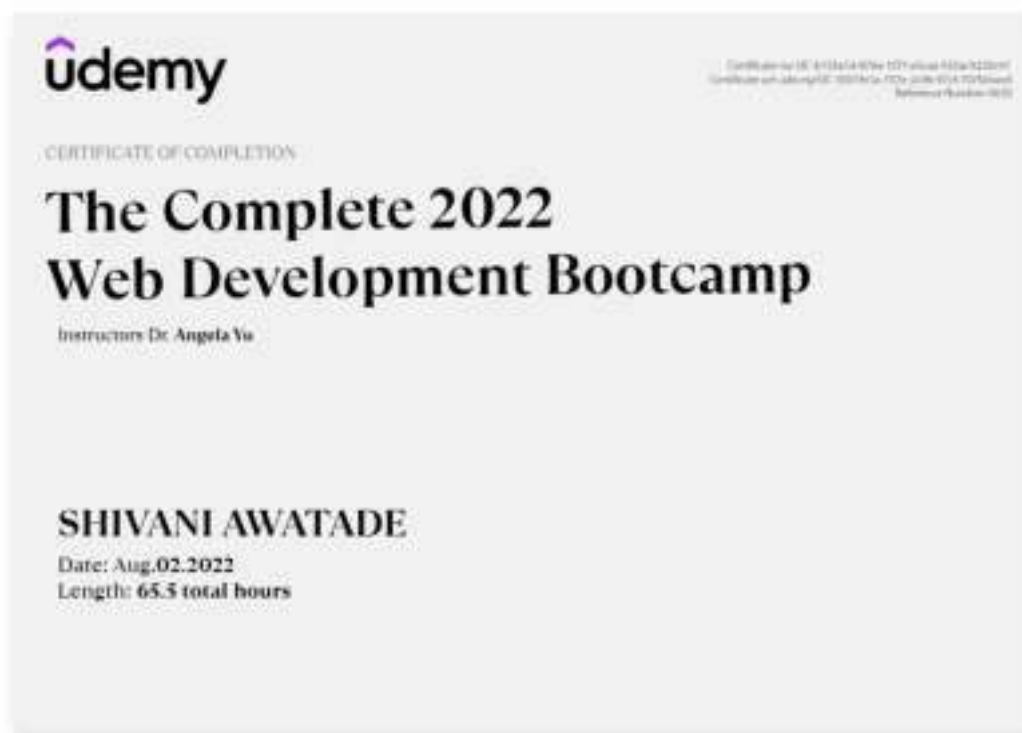 ûdemy
CERTIFICATE OF COMPLETION
The Complete 2022
Web Development Bootcamp
Instructors Dr. Angela Yu
SHIVANI AWATADE
Date: Aug.02.2022
Length: 65.5 total hours